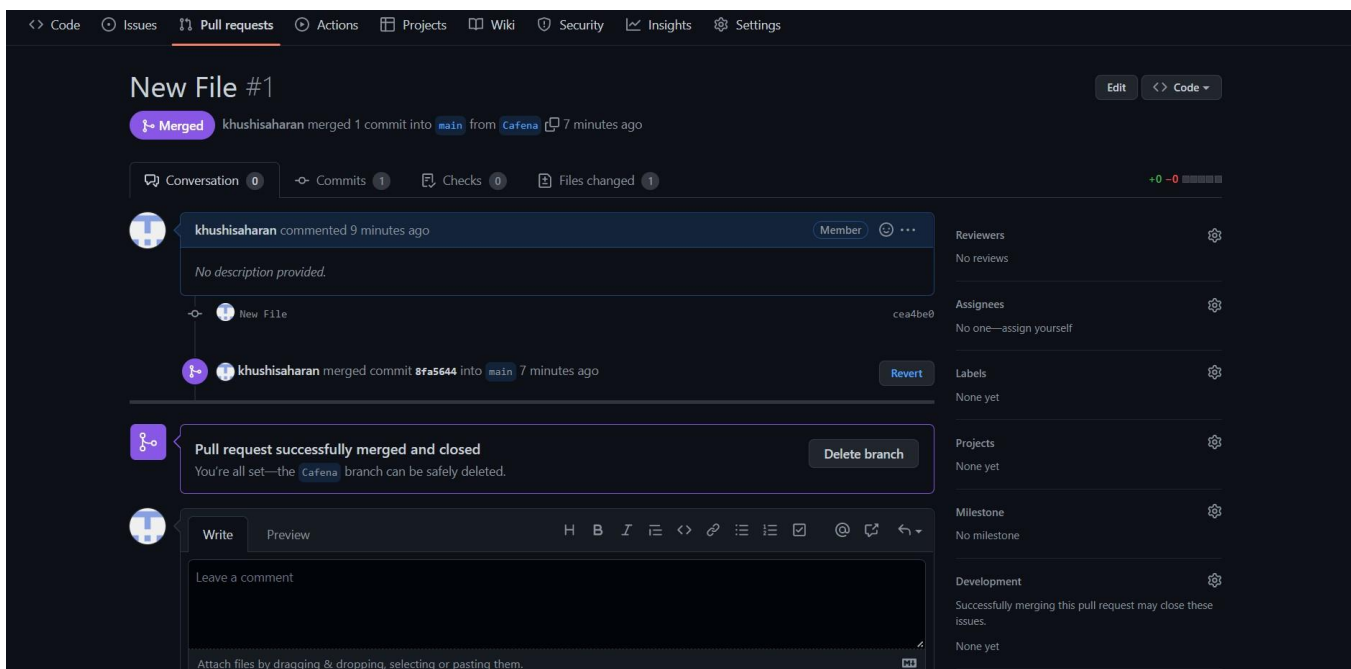 Code Issues Pull requests Actions Projects Wiki Security Insights Settings
New File #1
Edit <> Code
Merged khushisaharan merged 1 commit into main from Cafena 7 minutes ago
Conversation 0 Commits 1 Checks 0 Files changed 1 +0 −0
khushisaharan commented 9 minutes ago Member
No description provided.
New File cea4be0
khushisaharan merged commit 8fa5644 into main 7 minutes ago Revert
Pull request successfully merged and closed
You're all set—the Cafena branch can be safely deleted.
Delete branch
Write Preview
Leave a comment
Attach files by dragging & dropping, selecting or pasting them.
Reviewers
No reviews
Assignees
No one—assign yourself
Labels
None yet
Projects
None yet
Milestone
No milestone
Development
Successfully merging this pull request may close these
issues.
None yet